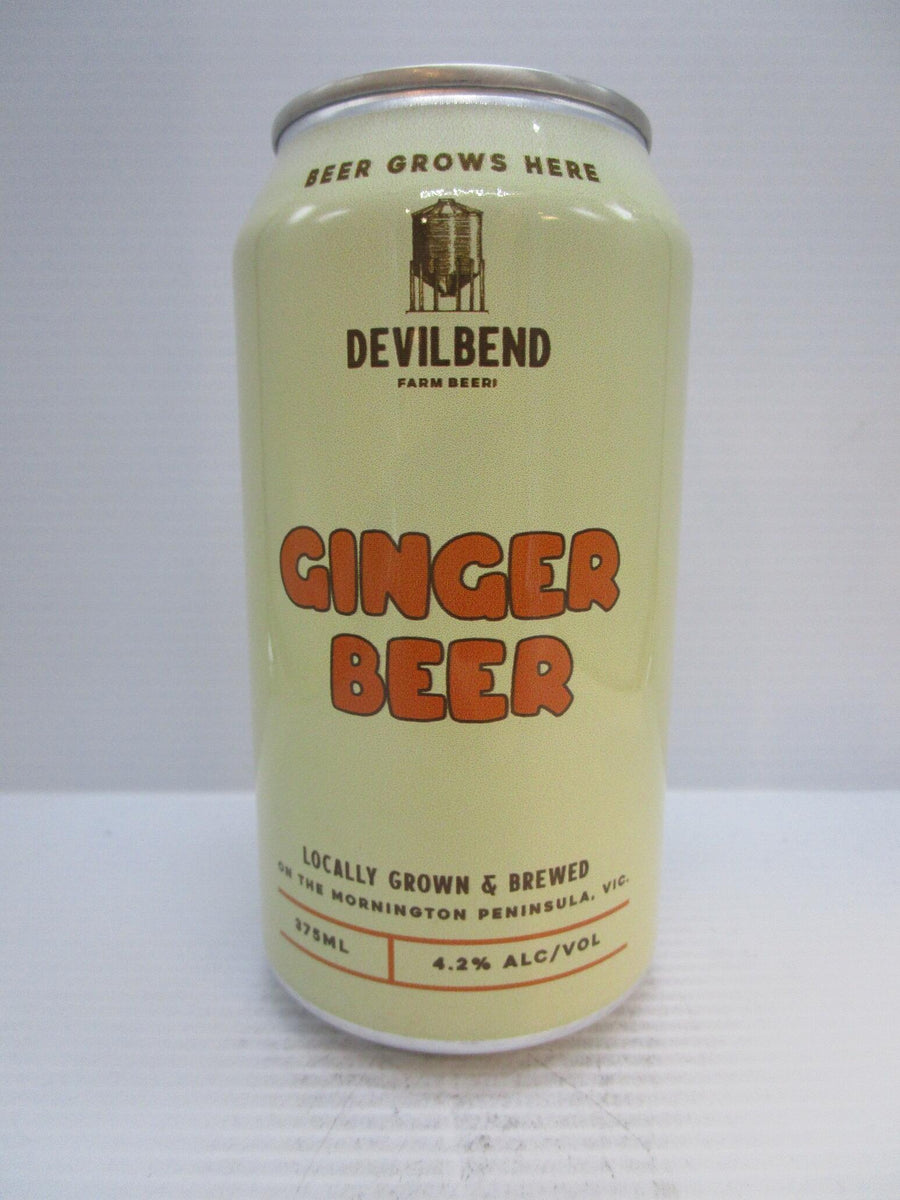 BEER GROWS HERE
DEVILBEND
FARM BEER!
GINGER
BEER
LOCALLY GROWN & BREWED
ON THE MORNINGTON PENINSULA, VIC.
375ML
4.2% ALC/VOL